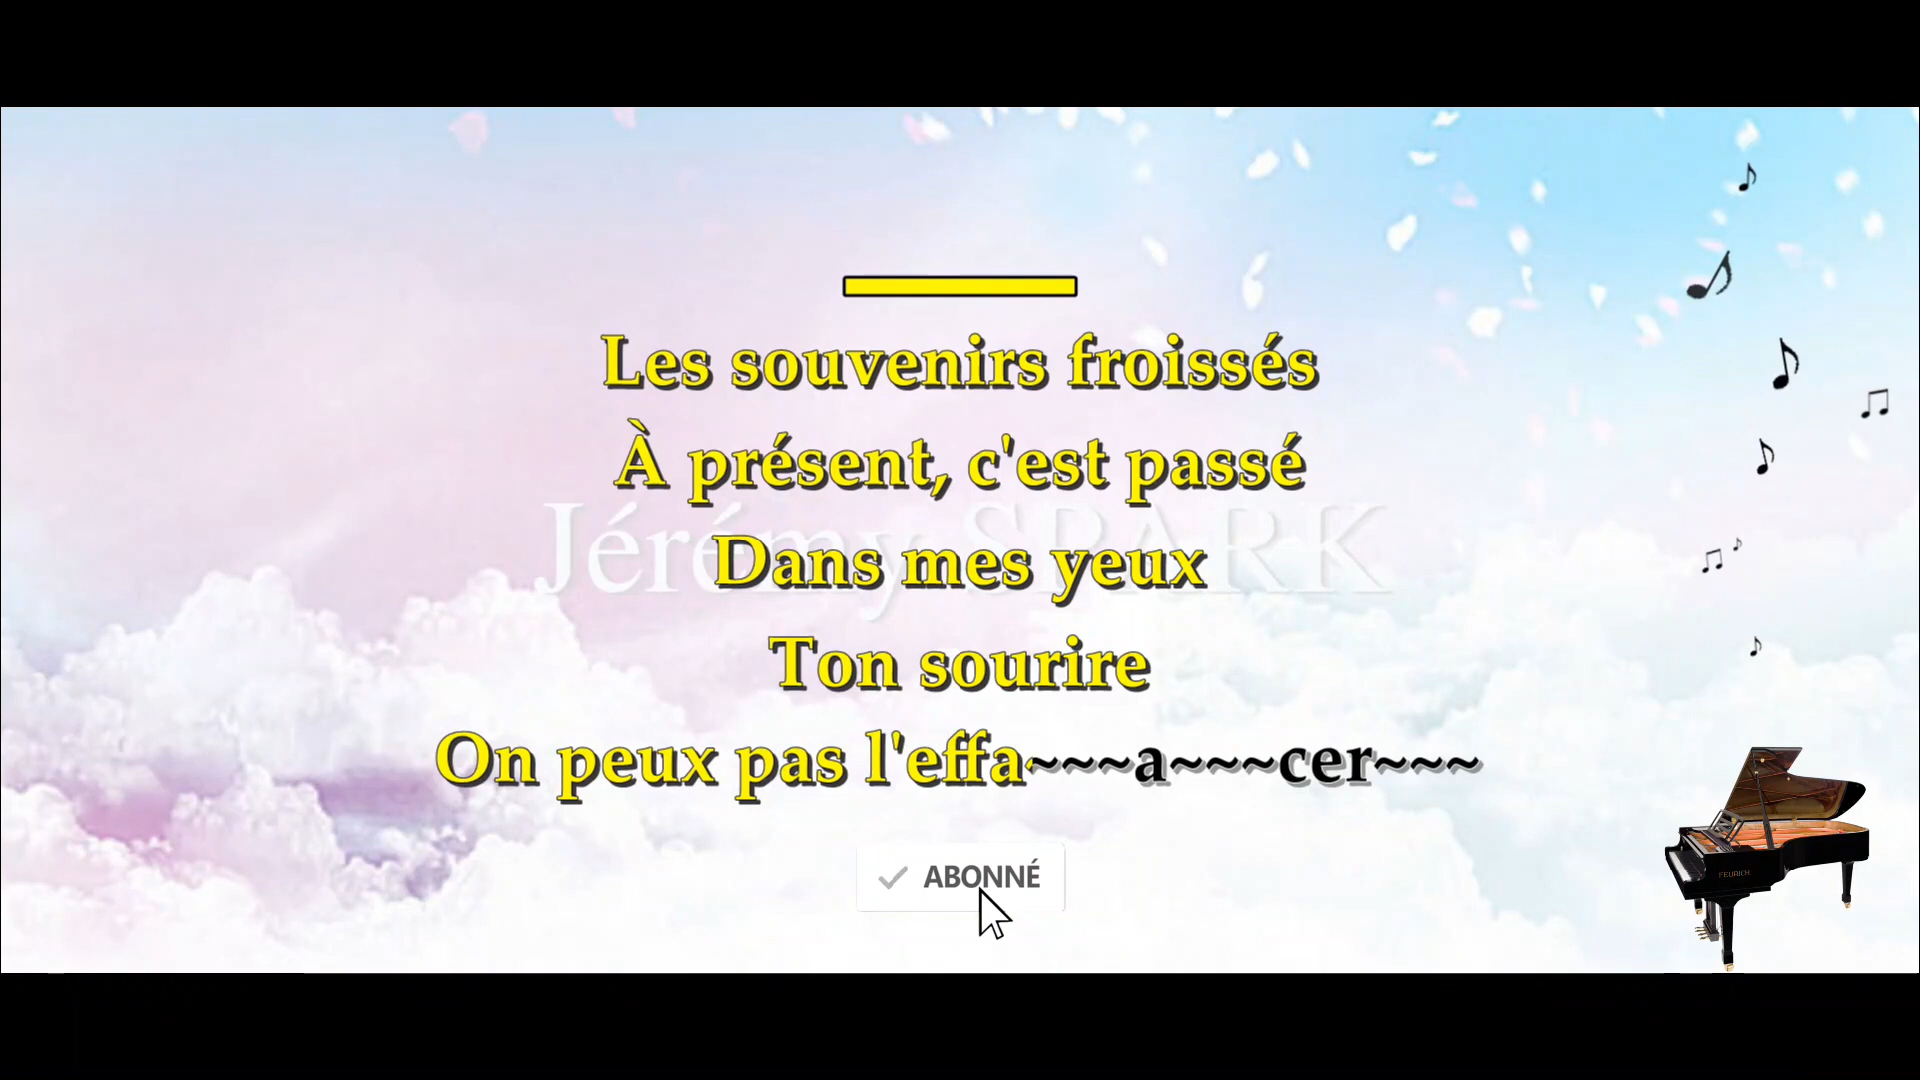 Les souvenirs froissés
À présent, c'est passé
Jérémy SPARK
Dans mes yeux
Ton sourire
On peux pas l'effa~~~a~~~cer~~~
ABONNÉ
FEURICH